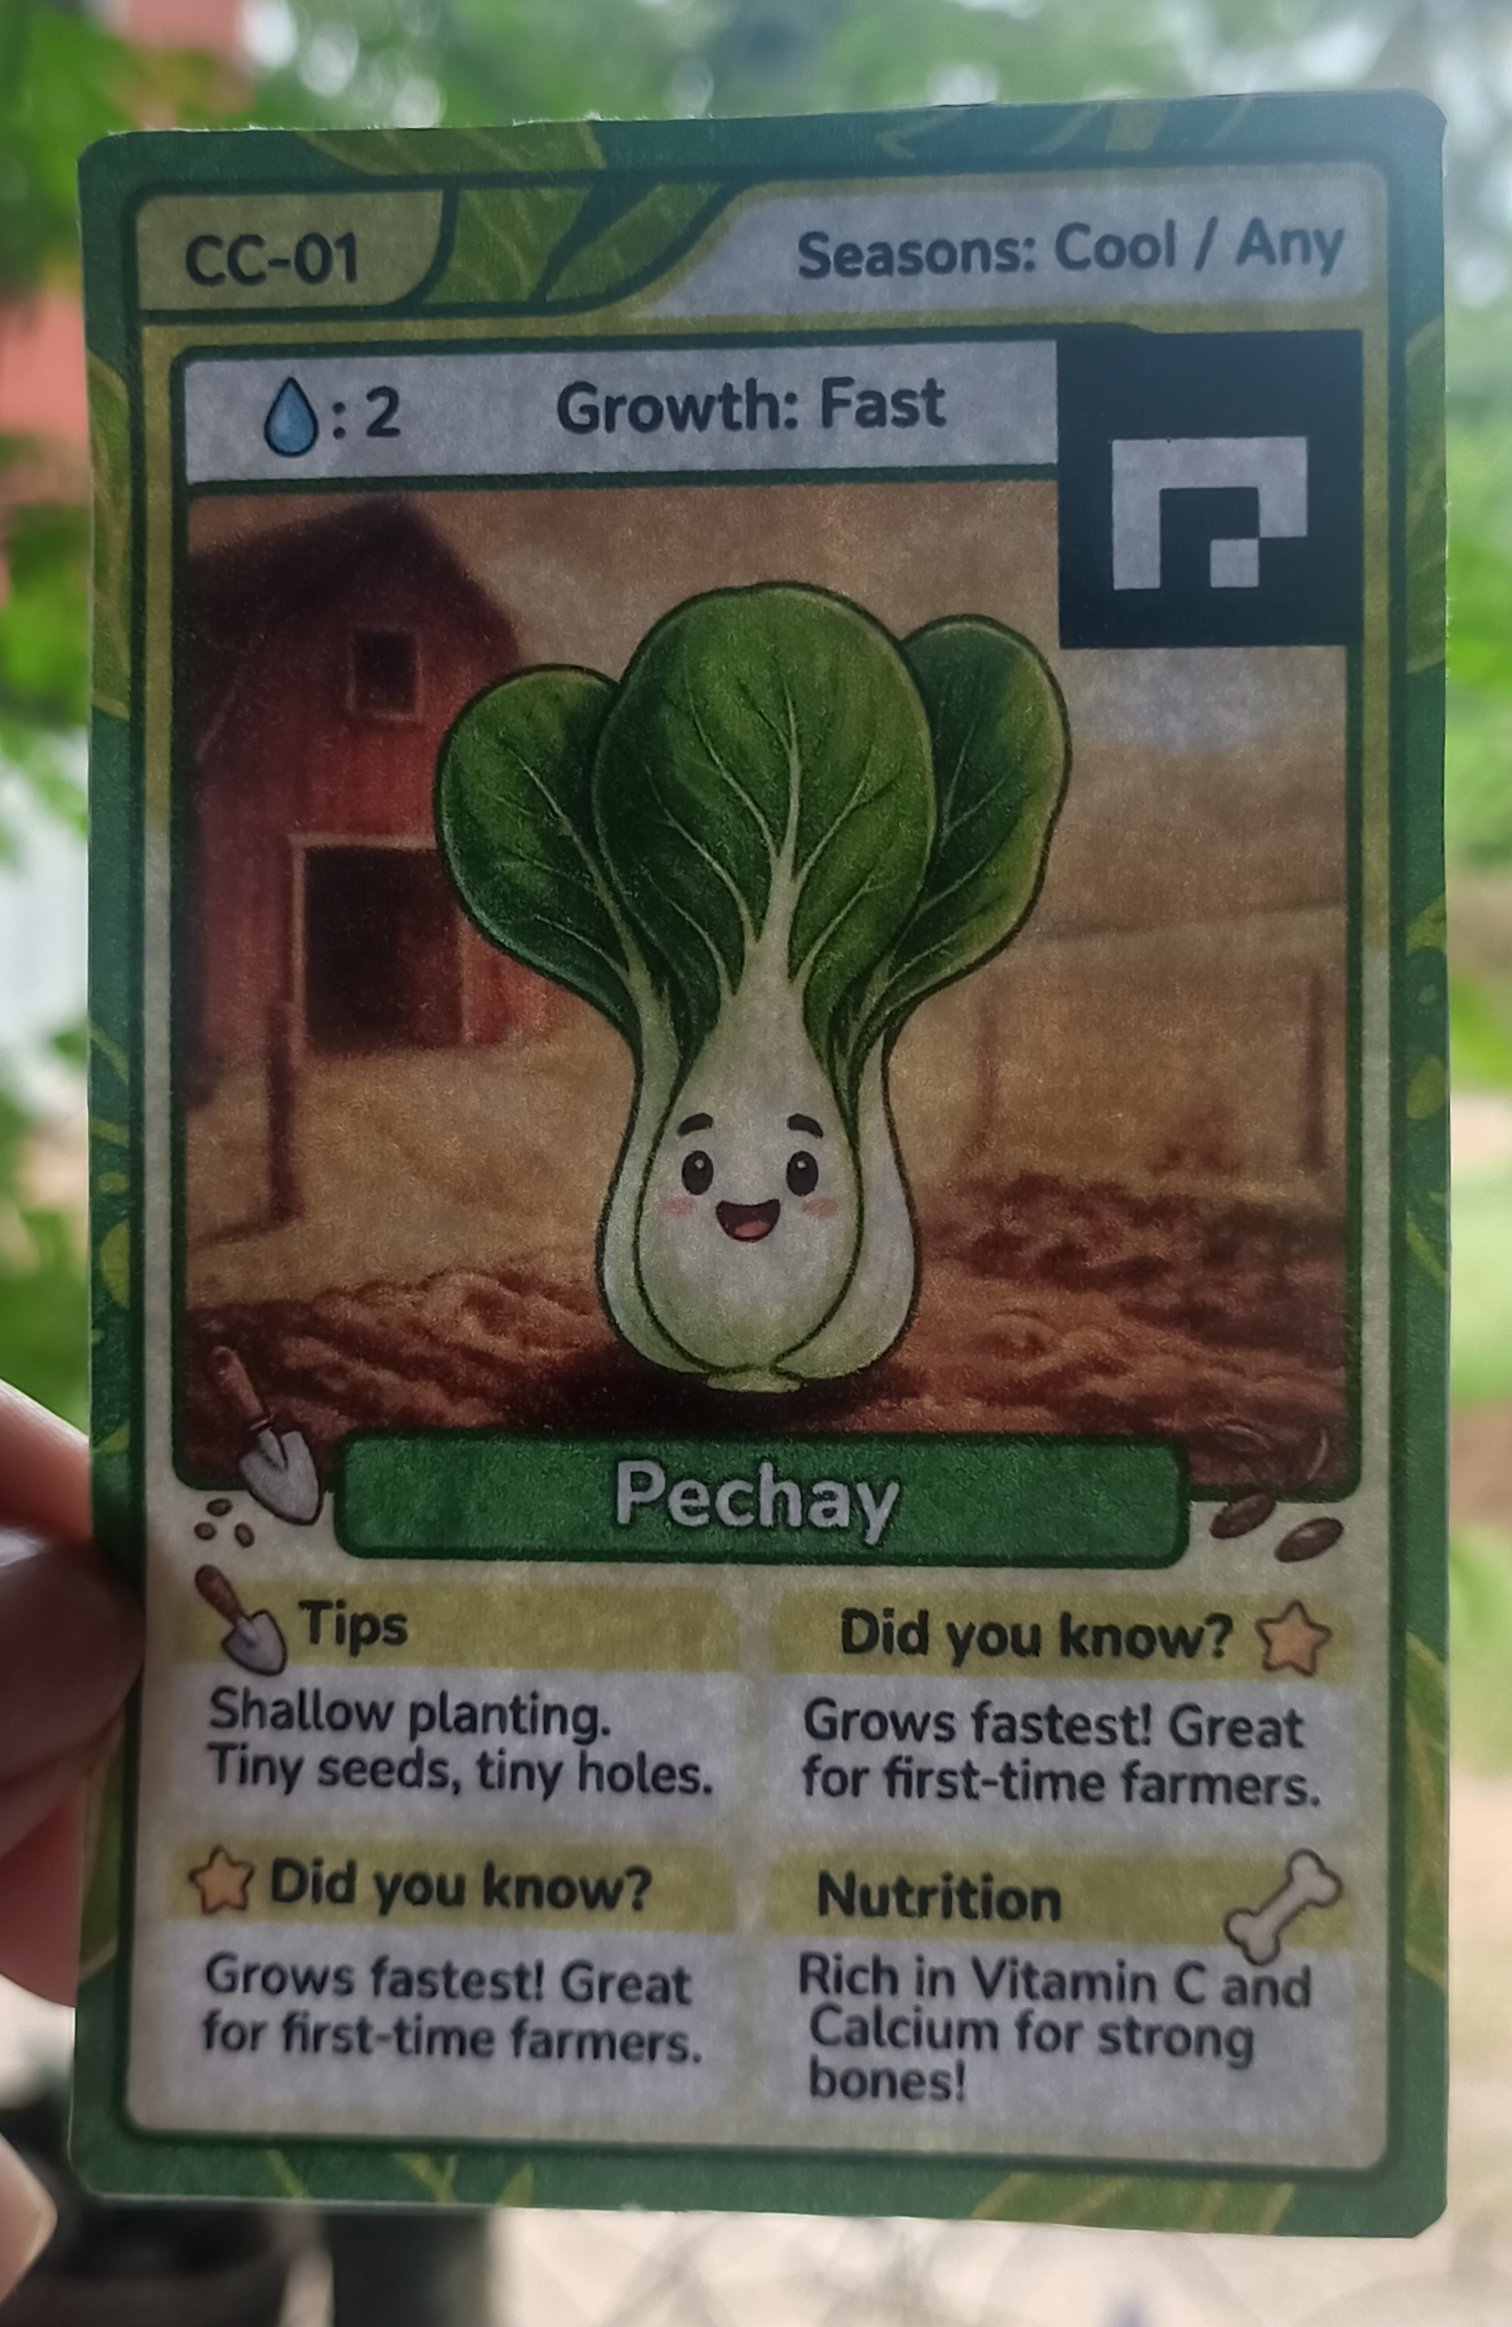 CC-01
Seasons: Cool / Any
: 2
Growth: Fast
Pechay
Tips
Shallow planting.
Tiny seeds, tiny holes.
Did you know?
Grows fastest! Great
for first-time farmers.
Did you know?
Grows fastest! Great
for first-time farmers.
Nutrition
Rich in Vitamin C and
Calcium for strong
bones!